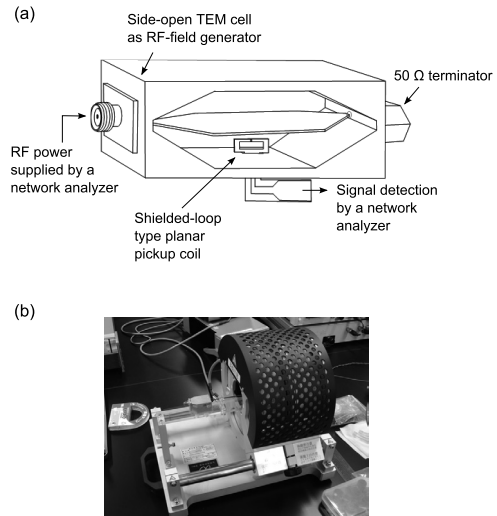 (a)
Side-open TEM cell
as RF-field generator
50 Ω terminator
RF power
supplied by a
network analyzer
Signal detection
by a network
analyzer
Shielded-loop
type planar
pickup coil
(b)